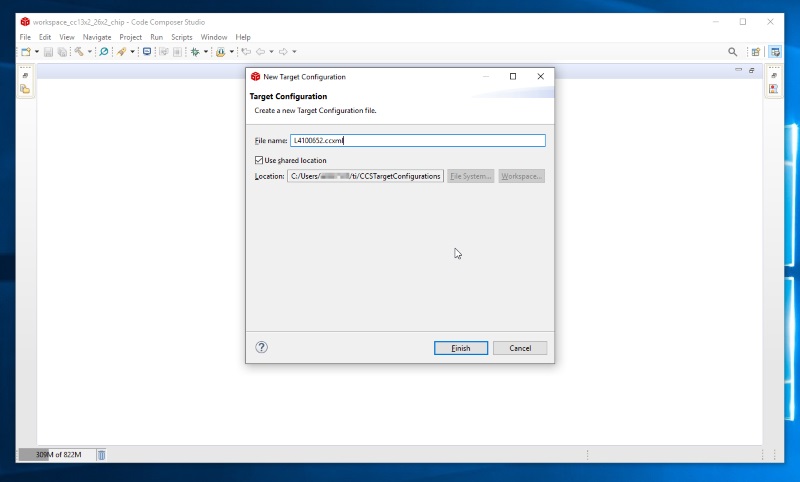 workspace_cc13x2_26x2_chip - Code Composer Studio
File Edit View Navigate Project Run Scripts Window Help
New Target Configuration
Target Configuration
Create a new Target Configuration file.
File name: L4100652.ccxml
Use shared location
Location: C:/Users/ /ti/CCSTargetConfigurations File System... Workspace...
Finish Cancel
309M of 822M